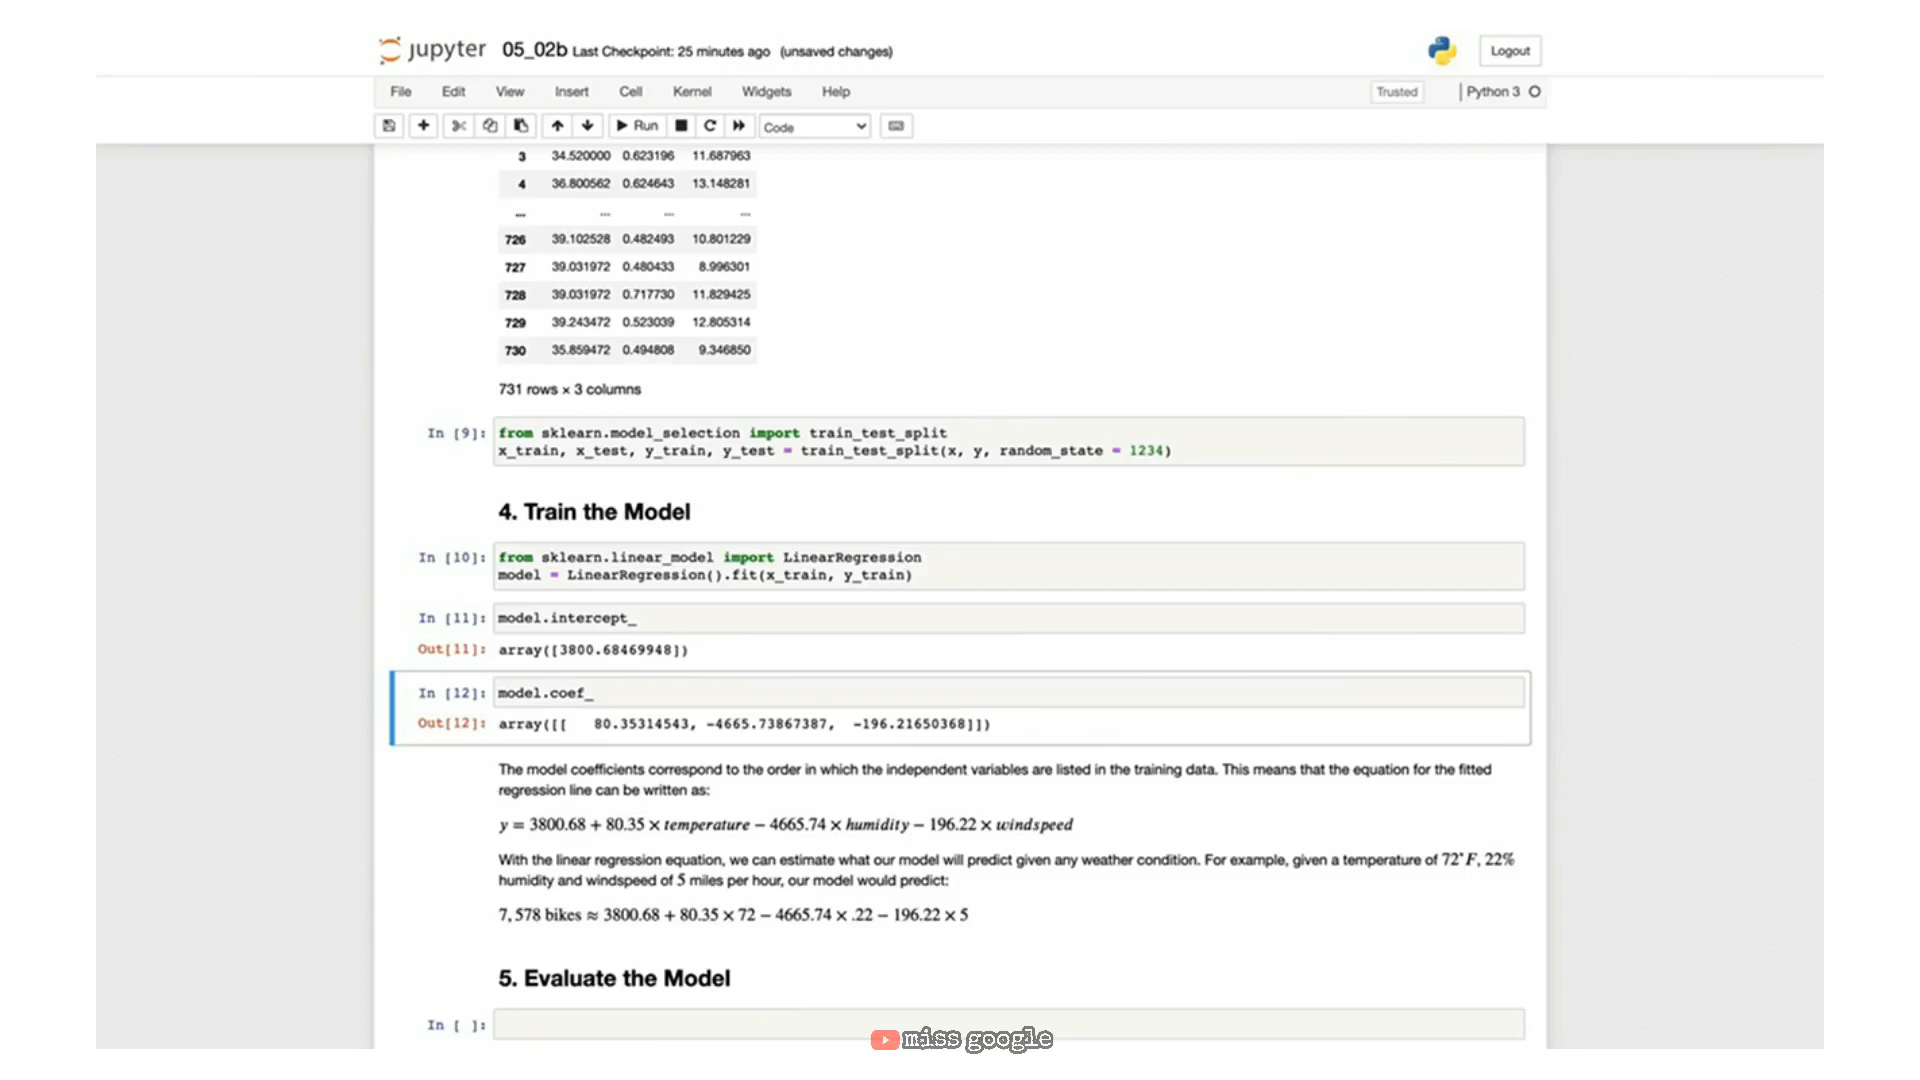 jupyter 05_02b Last Checkpoint: 25 minutes ago (unsaved changes) Logout
File Edit View Insert Cell Kernel Widgets Help Trusted Python 3
Run Code
3 34.520000 0.623196 11.687963
4 36.800562 0.624643 13.148281
... ... ... ...
726 39.102528 0.482493 10.801229
727 39.031972 0.480433 8.996301
728 39.031972 0.717730 11.829425
729 39.243472 0.523039 12.805314
730 35.859472 0.494808 9.346850
731 rows × 3 columns
In [9]: from sklearn.model_selection import train_test_split
x_train, x_test, y_train, y_test = train_test_split(x, y, random_state = 1234)
4. Train the Model
In [10]: from sklearn.linear_model import LinearRegression
model = LinearRegression().fit(x_train, y_train)
In [11]: model.intercept_
Out[11]: array([3800.68469948])
In [12]: model.coef_
Out[12]: array([[ 80.35314543, -4665.73867387, -196.21650368]])
The model coefficients correspond to the order in which the independent variables are listed in the training data. This means that the equation for the fitted
regression line can be written as:
y = 3800.68 + 80.35 × temperature − 4665.74 × humidity − 196.22 × windspeed
With the linear regression equation, we can estimate what our model will predict given any weather condition. For example, given a temperature of 72°F, 22%
humidity and windspeed of 5 miles per hour, our model would predict:
7, 578 bikes ≈ 3800.68 + 80.35 × 72 − 4665.74 × .22 − 196.22 × 5
5. Evaluate the Model
In [ ]:
miss google